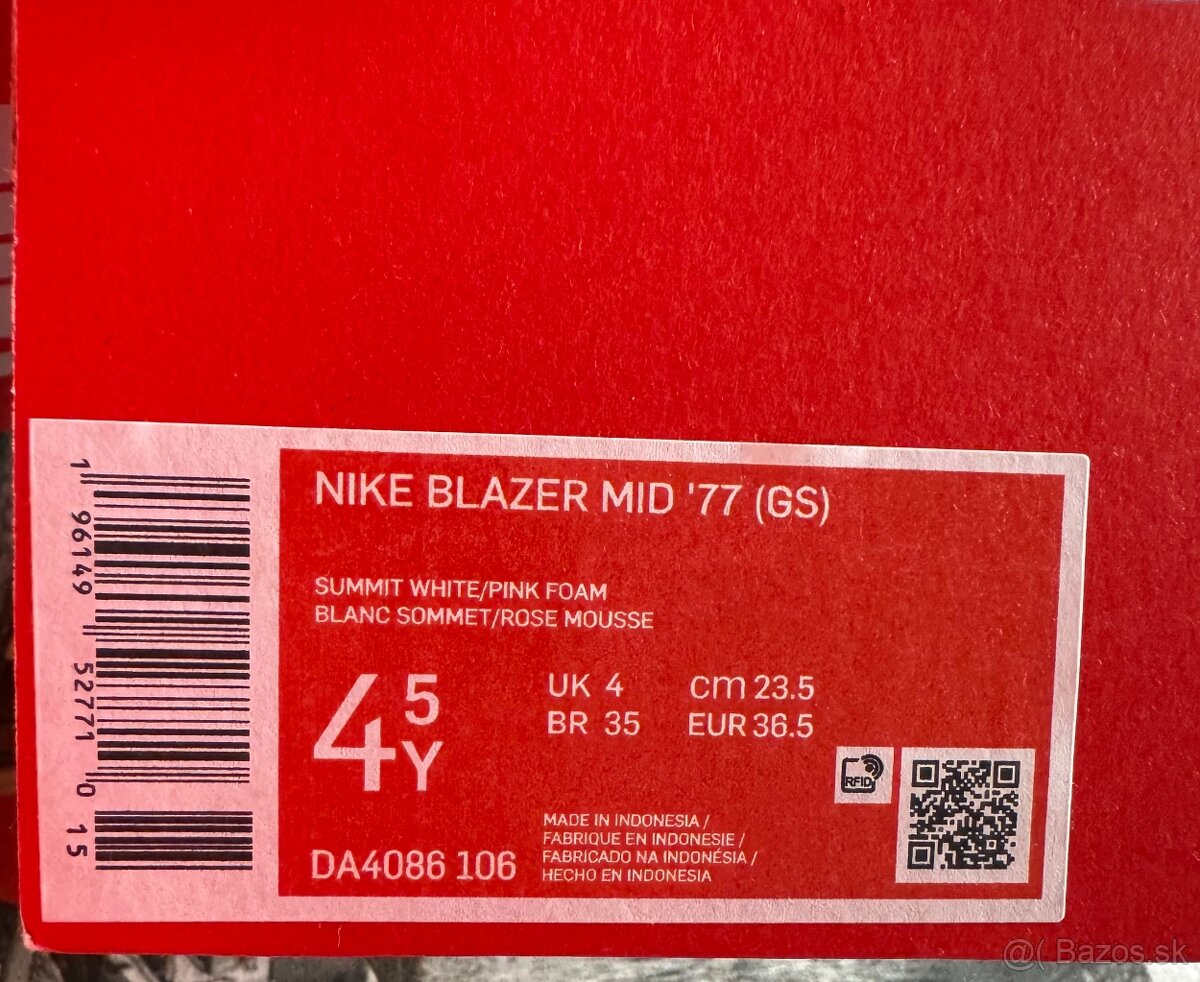 NIKE BLAZER MID '77 (GS)
SUMMIT WHITE/PINK FOAM
BLANC SOMMET/ROSE MOUSSE
4 5 Y
UK 4 cm 23.5
BR 35 EUR 36.5
RFID
DA4086 106
MADE IN INDONESIA /
FABRIQUE EN INDONESIE /
FABRICADO NA INDONÉSIA /
HECHO EN INDONESIA
1 96149 52771 0 15
@( Bazos.sk